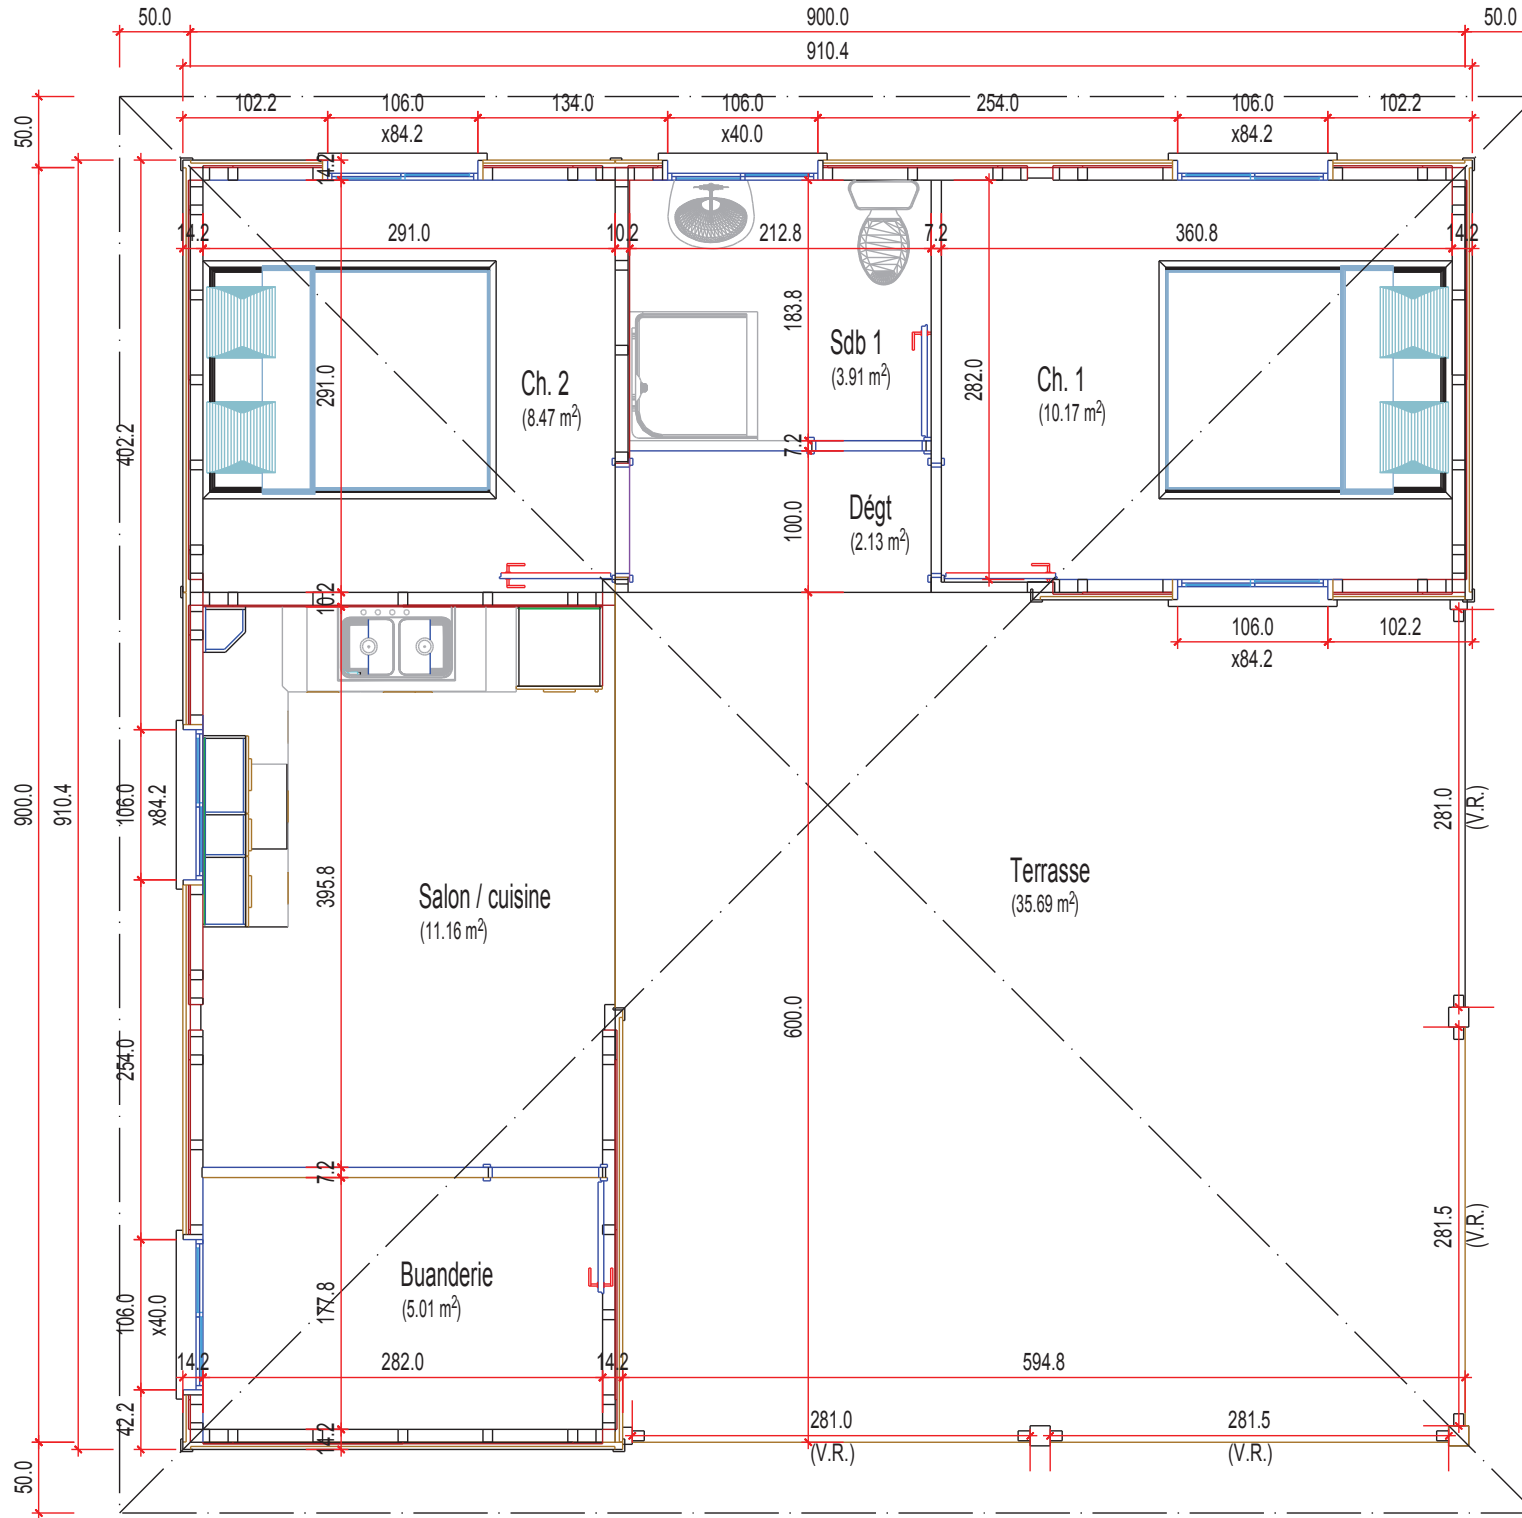 50.0
900.0
50.0
910.4
102.2
106.0
134.0
106.0
254.0
106.0
102.2
x84.2
x40.0
x84.2
50.0
14.2
14.2
291.0
10.2
212.8
7.2
360.8
14.2
183.8
Sdb 1
(3.91 m²)
282.0
Ch. 1
(10.17 m²)
291.0
Ch. 2
(8.47 m²)
402.2
7.2
100.0
Dégt
(2.13 m²)
10.2
106.0
102.2
x84.2
900.0
910.4
106.0
x84.2
395.8
Salon / cuisine
(11.16 m²)
Terrasse
(35.69 m²)
281.0
(V.R.)
254.0
600.0
7.2
281.5
(V.R.)
Buanderie
(5.01 m²)
106.0
x40.0
177.8
14.2
282.0
14.2
594.8
42.2
14.2
281.0
(V.R.)
281.5
(V.R.)
50.0